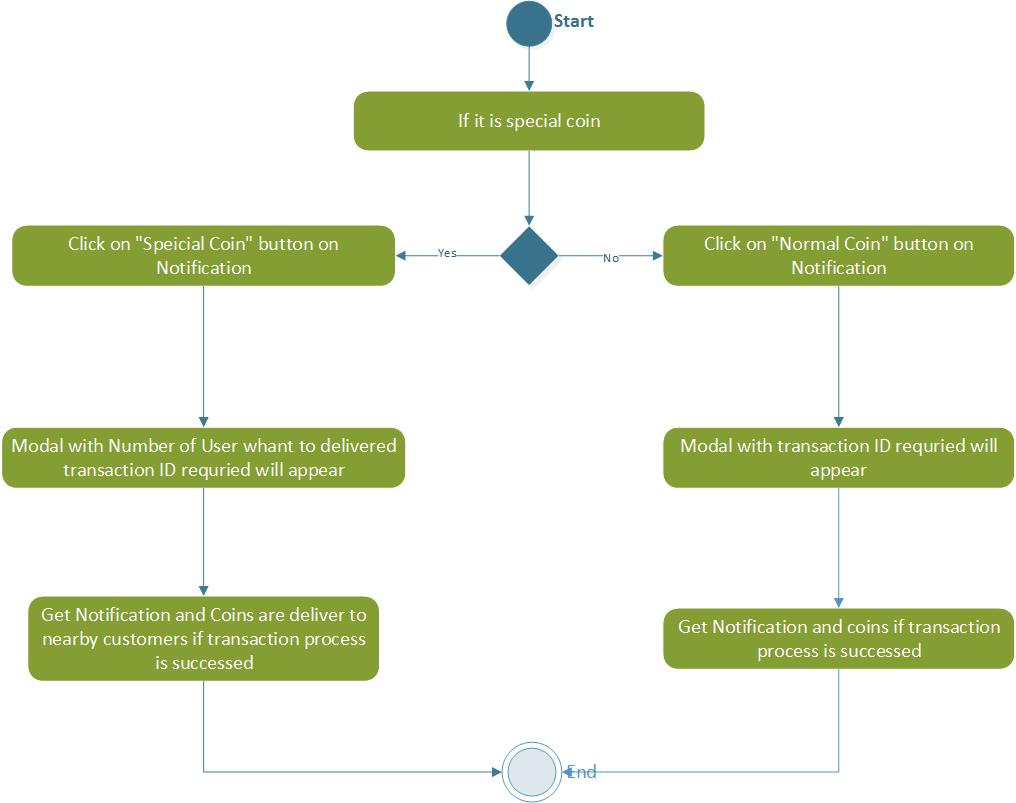 Start
If it is special coin
Click on "Speicial Coin" button on
Notification
Yes
No
Click on "Normal Coin" button on
Notification
Modal with Number of User whant to delivered
transaction ID requried will appear
Modal with transaction ID requried will
appear
Get Notification and Coins are deliver to
nearby customers if transaction process
is successed
Get Notification and coins if transaction
process is successed
End